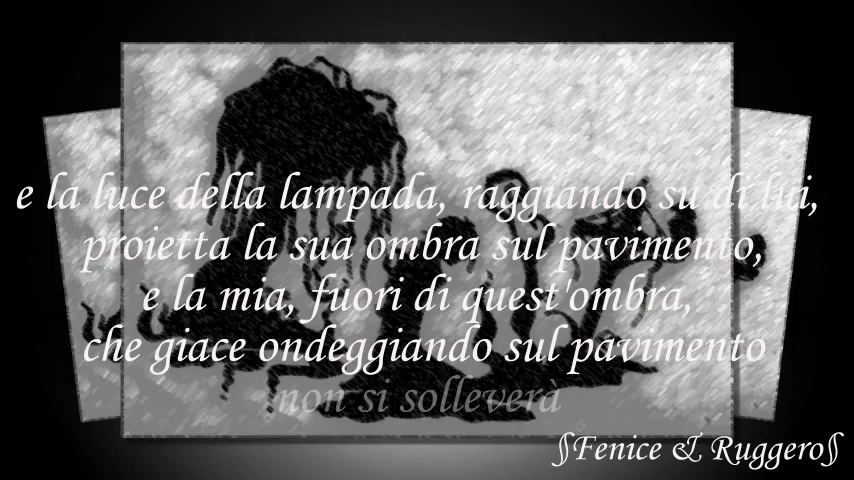 e la luce della lampada, raggiando su di lui,
proietta la sua ombra sul pavimento,
e la mia, fuori di quest'ombra,
che giace ondeggiando sul pavimento
non si solleverà
§Fenice & Ruggero§